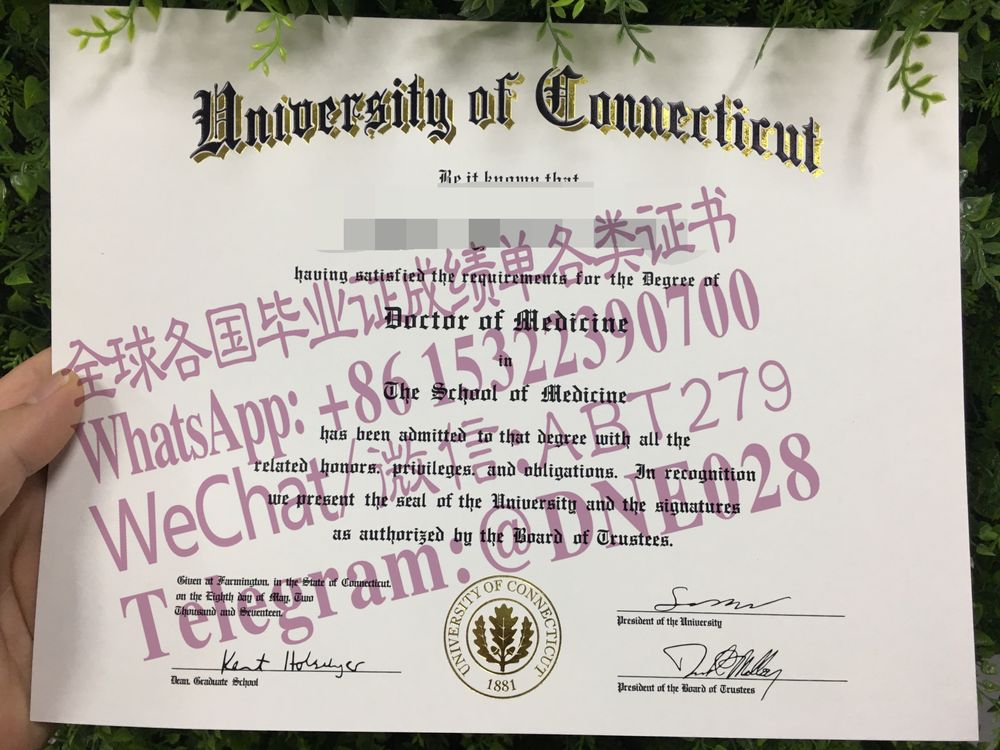 University of Connecticut
Be it known that
having satisfied the requirements for the Degree of
Doctor of Medicine
in
The School of Medicine
has been admitted to that degree with all the
related honors, privileges, and obligations. In recognition
we present the seal of the University and the signatures
as authorized by the Board of Trustees.
全球各国毕业证成绩单各类证书
WhatsApp: +86 15322390700
WeChat/微信:ABT279
Telegram:@DNE028
Given at Farmington, in the State of Connecticut,
on the Eighth day of May, Two
Thousand and Seventeen,
Dean, Graduate School
UNIVERSITY OF CONNECTICUT
1881
President of the University
President of the Board of Trustees